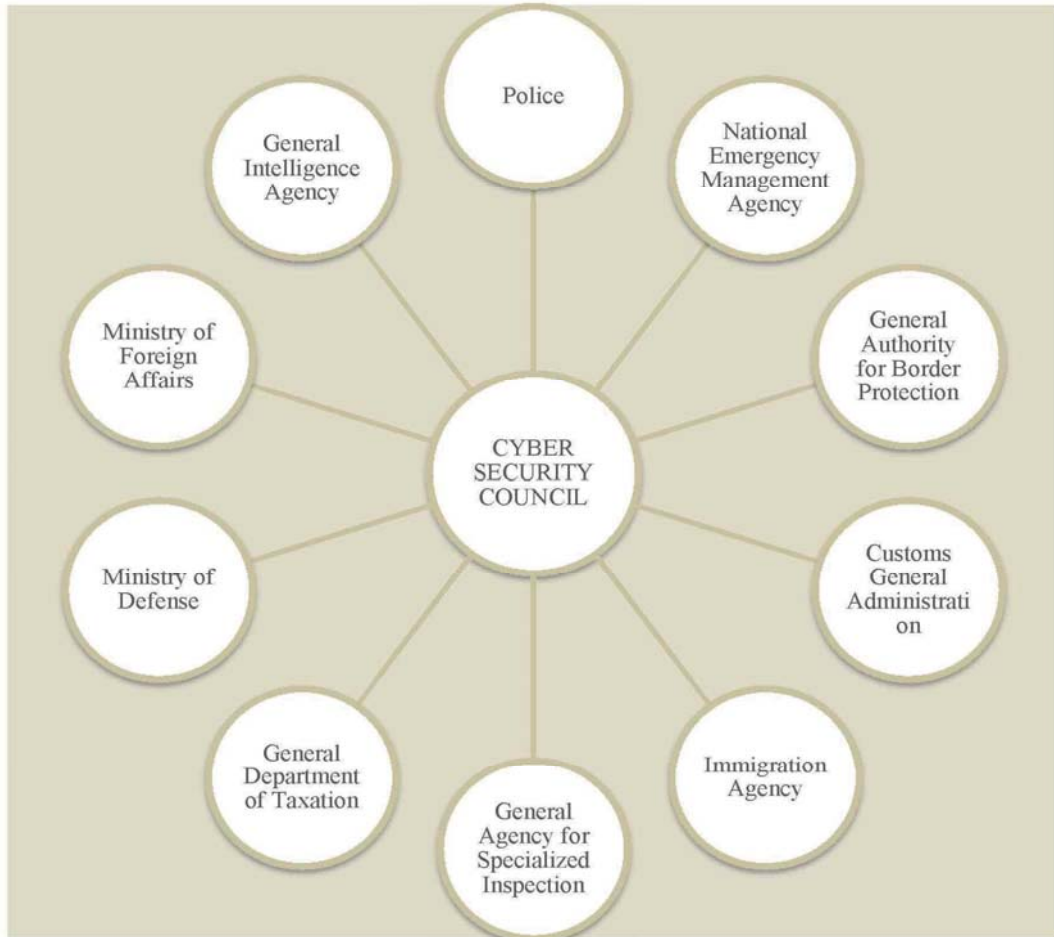 Police
National
Emergency
Management
Agency
General
Authority
for Border
Protection
Customs
General
Administrati
on
Immigration
Agency
General
Agency for
Specialized
Inspection
General
Department
of Taxation
Ministry of
Defense
Ministry of
Foreign
Affairs
General
Intelligence
Agency
CYBER
SECURITY
COUNCIL